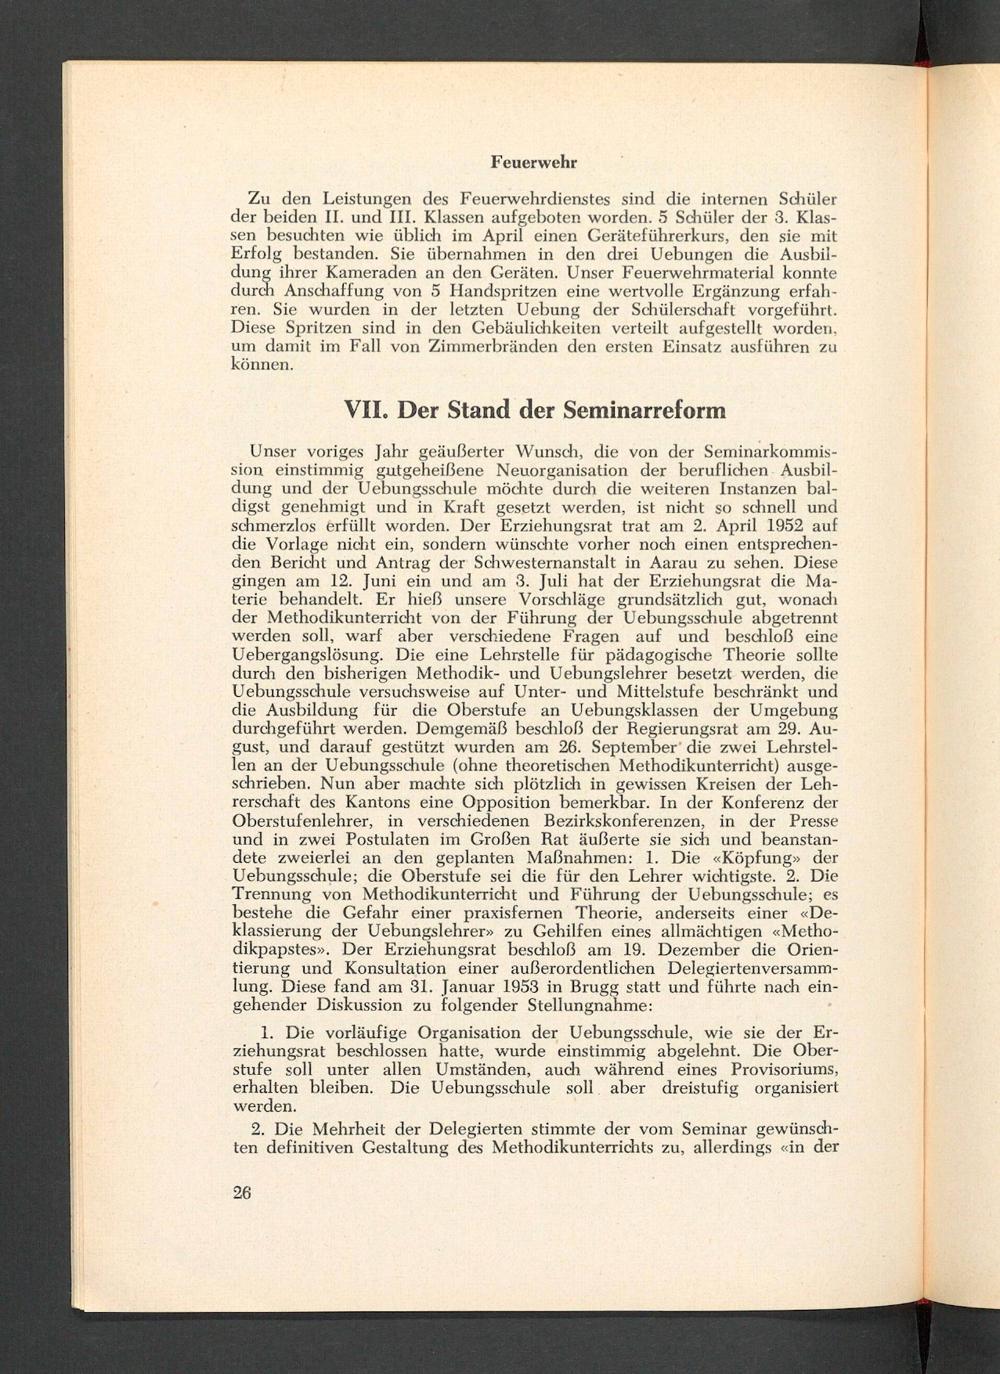 Feuerwehr
Zu den Leistungen des Feuerwehrdienstes sind die internen Schüler
der beiden II. und III. Klassen aufgeboten worden. 5 Schüler der 3. Klas-
sen besuchten wie üblich im April einen Geräteführerkurs, den sie mit
Erfolg bestanden. Sie übernahmen in den drei Uebungen die Ausbil-
dung ihrer Kameraden an den Geräten. Unser Feuerwehrmaterial konnte
durch Anschaffung von 5 Handspritzen eine wertvolle Ergänzung erfah-
ren. Sie wurden in der letzten Uebung der Schülerschaft vorgeführt.
Diese Spritzen sind in den Gebäulichkeiten verteilt aufgestellt worden,
um damit im Fall von Zimmerbränden den ersten Einsatz ausführen zu
können.
VII. Der Stand der Seminarreform
Unser voriges Jahr geäußerter Wunsch, die von der Seminarkommis-
sion einstimmig gutgeheißene Neuorganisation der beruflichen Ausbil-
dung und der Uebungsschule möchte durch die weiteren Instanzen bal-
digst genehmigt und in Kraft gesetzt werden, ist nicht so schnell und
schmerzlos erfüllt worden. Der Erziehungsrat trat am 2. April 1952 auf
die Vorlage nicht ein, sondern wünschte vorher noch einen entsprechen-
den Bericht und Antrag der Schwesternanstalt in Aarau zu sehen. Diese
gingen am 12. Juni ein und am 3. Juli hat der Erziehungsrat die Ma-
terie behandelt. Er hieß unsere Vorschläge grundsätzlich gut, wonach
der Methodikunterricht von der Führung der Uebungsschule abgetrennt
werden soll, warf aber verschiedene Fragen auf und beschloß eine
Uebergangslösung. Die eine Lehrstelle für pädagogische Theorie sollte
durch den bisherigen Methodik- und Uebungslehrer besetzt werden, die
Uebungsschule versuchsweise auf Unter- und Mittelstufe beschränkt und
die Ausbildung für die Oberstufe an Uebungsklassen der Umgebung
durchgeführt werden. Demgemäß beschloß der Regierungsrat am 29. Au-
gust, und darauf gestützt wurden am 26. September die zwei Lehrstel-
len an der Uebungsschule (ohne theoretischen Methodikunterricht) ausge-
schrieben. Nun aber machte sich plötzlich in gewissen Kreisen der Leh-
rerschaft des Kantons eine Opposition bemerkbar. In der Konferenz der
Oberstufenlehrer, in verschiedenen Bezirkskonferenzen, in der Presse
und in zwei Postulaten im Großen Rat äußerte sie sich und beanstan-
dete zweierlei an den geplanten Maßnahmen: 1. Die «Köpfung» der
Uebungsschule; die Oberstufe sei die für den Lehrer wichtigste. 2. Die
Trennung von Methodikunterricht und Führung der Uebungsschule; es
bestehe die Gefahr einer praxisfernen Theorie, anderseits einer «De-
klassierung der Uebungslehrer» zu Gehilfen eines allmächtigen «Metho-
dikpapstes». Der Erziehungsrat beschloß am 19. Dezember die Orien-
tierung und Konsultation einer außerordentlichen Delegiertenversamm-
lung. Diese fand am 31. Januar 1953 in Brugg statt und führte nach ein-
gehender Diskussion zu folgender Stellungnahme:
1. Die vorläufige Organisation der Uebungsschule, wie sie der Er-
ziehungsrat beschlossen hatte, wurde einstimmig abgelehnt. Die Ober-
stufe soll unter allen Umständen, auch während eines Provisoriums,
erhalten bleiben. Die Uebungsschule soll aber dreistufig organisiert
werden.
2. Die Mehrheit der Delegierten stimmte der vom Seminar gewünsch-
ten definitiven Gestaltung des Methodikunterrichts zu, allerdings «in der
26